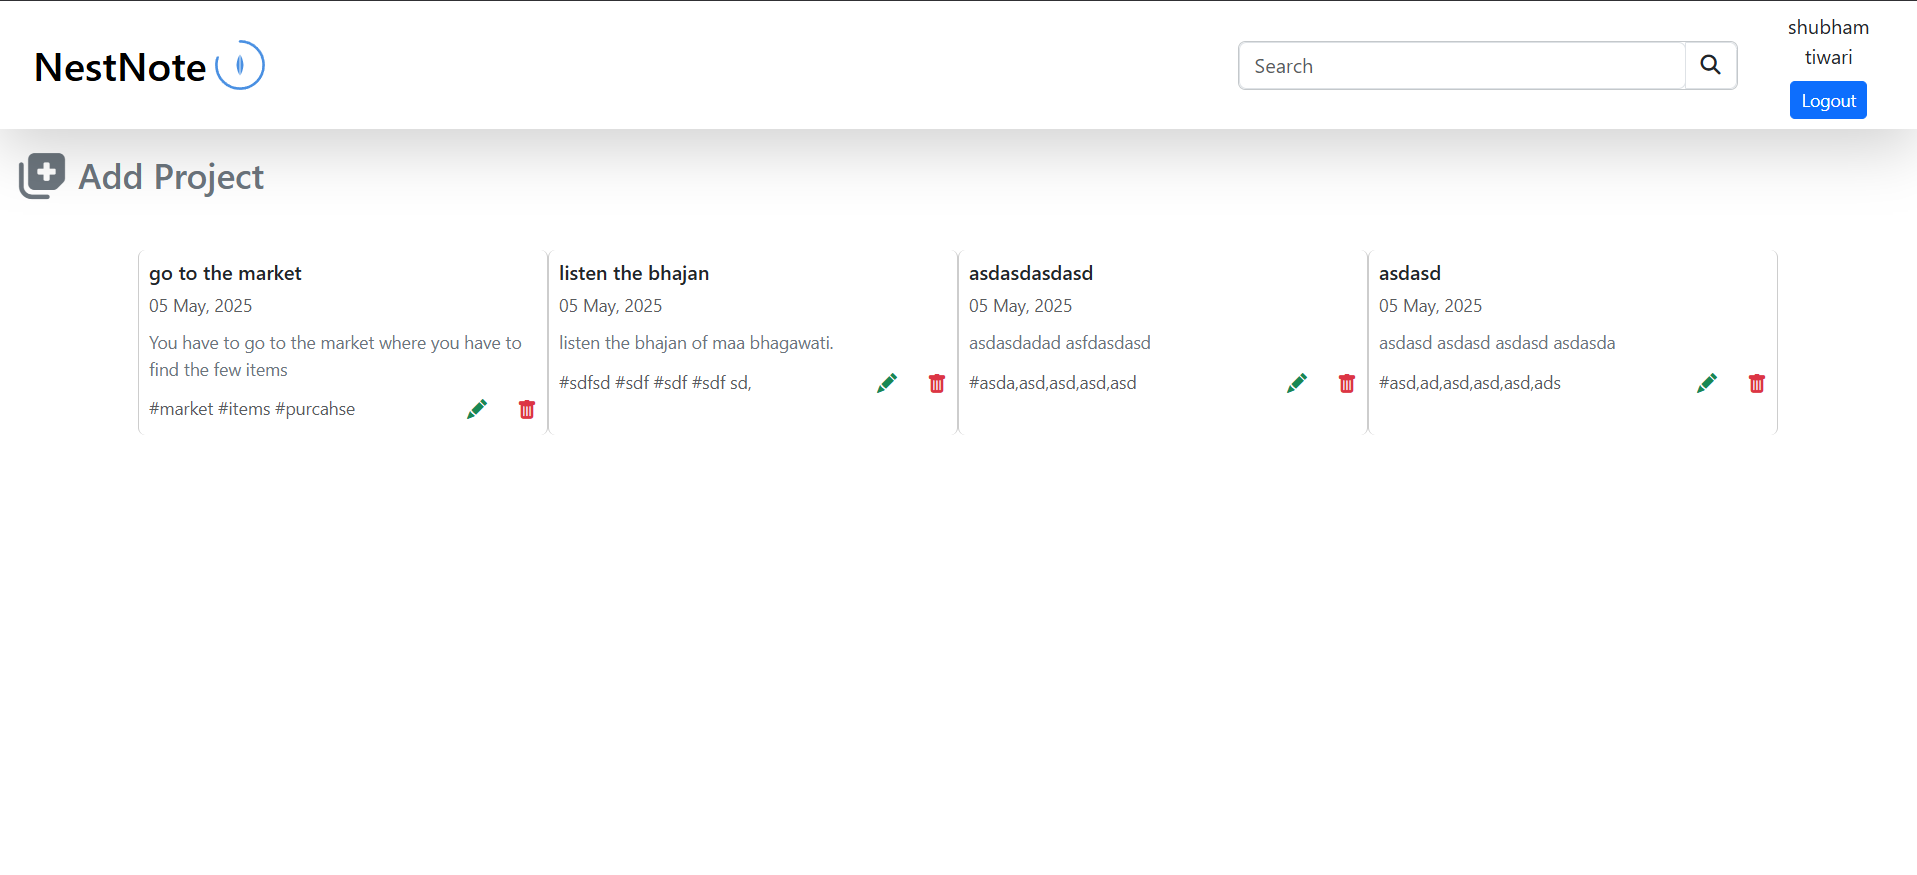 NestNote
Search
shubham
tiwari
Logout
Add Project
go to the market
05 May, 2025
You have to go to the market where you have to
find the few items
#market #items #purcahse
listen the bhajan
05 May, 2025
listen the bhajan of maa bhagawati.
#sdfsd #sdf #sdf #sdf sd,
asdasdasdasd
05 May, 2025
asdasdadad asfdasdasd
#asda,asd,asd,asd,asd
asdasd
05 May, 2025
asdasd asdasd asdasd asdasda
#asd,ad,asd,asd,asd,ads